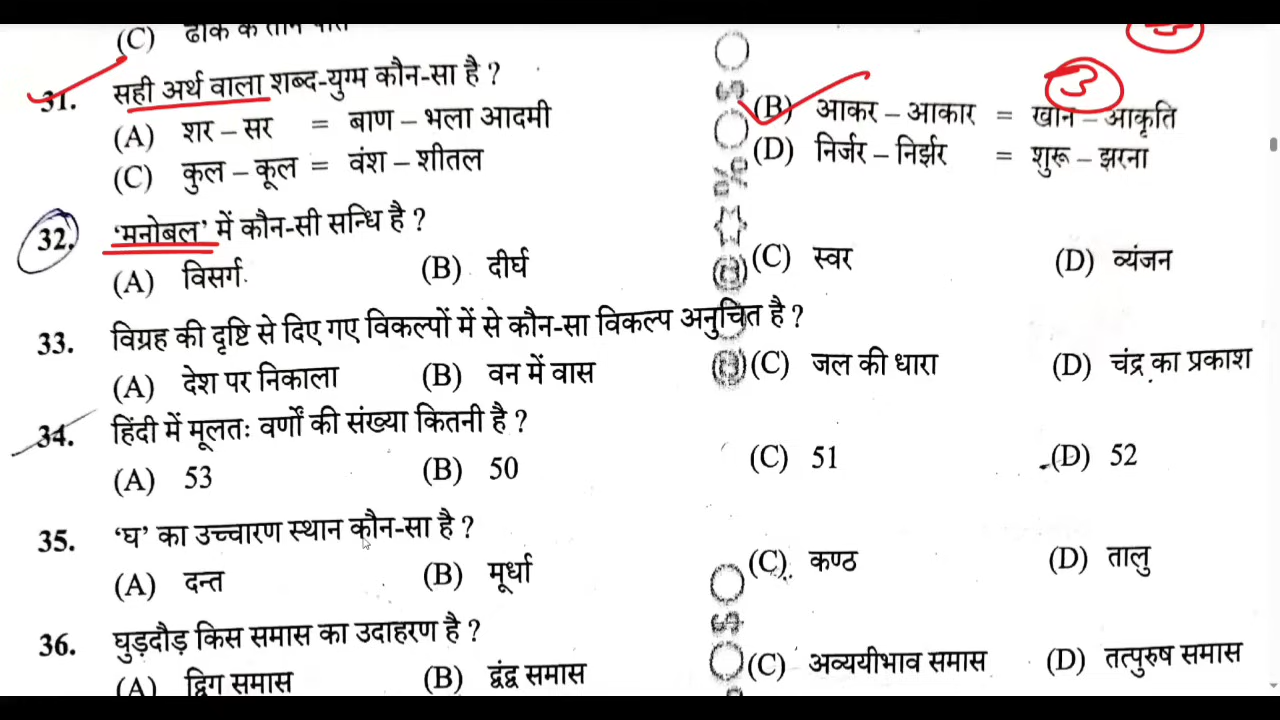 (C) ढाक के तीन पात
31. सही अर्थ वाला शब्द-युग्म कौन-सा है ?
(A) शर – सर = बाण – भला आदमी
(B) आकर – आकार = खान – आकृति
(C) कुल – कूल = वंश – शीतल
(D) निर्जर – निर्झर = शुरू – झरना
32. ‘मनोबल’ में कौन-सी सन्धि है ?
(A) विसर्ग (B) दीर्घ (C) स्वर (D) व्यंजन
33. विग्रह की दृष्टि से दिए गए विकल्पों में से कौन-सा विकल्प अनुचित है ?
(A) देश पर निकाला (B) वन में वास (C) जल की धारा (D) चंद्र का प्रकाश
34. हिंदी में मूलतः वर्णों की संख्या कितनी है ?
(A) 53 (B) 50 (C) 51 (D) 52
35. ‘घ’ का उच्चारण स्थान कौन-सा है ?
(A) दन्त (B) मूर्धा (C) कण्ठ (D) तालु
36. घुड़दौड़ किस समास का उदाहरण है ?
(A) द्विगु समास (B) द्वंद्व समास (C) अव्ययीभाव समास (D) तत्पुरुष समास